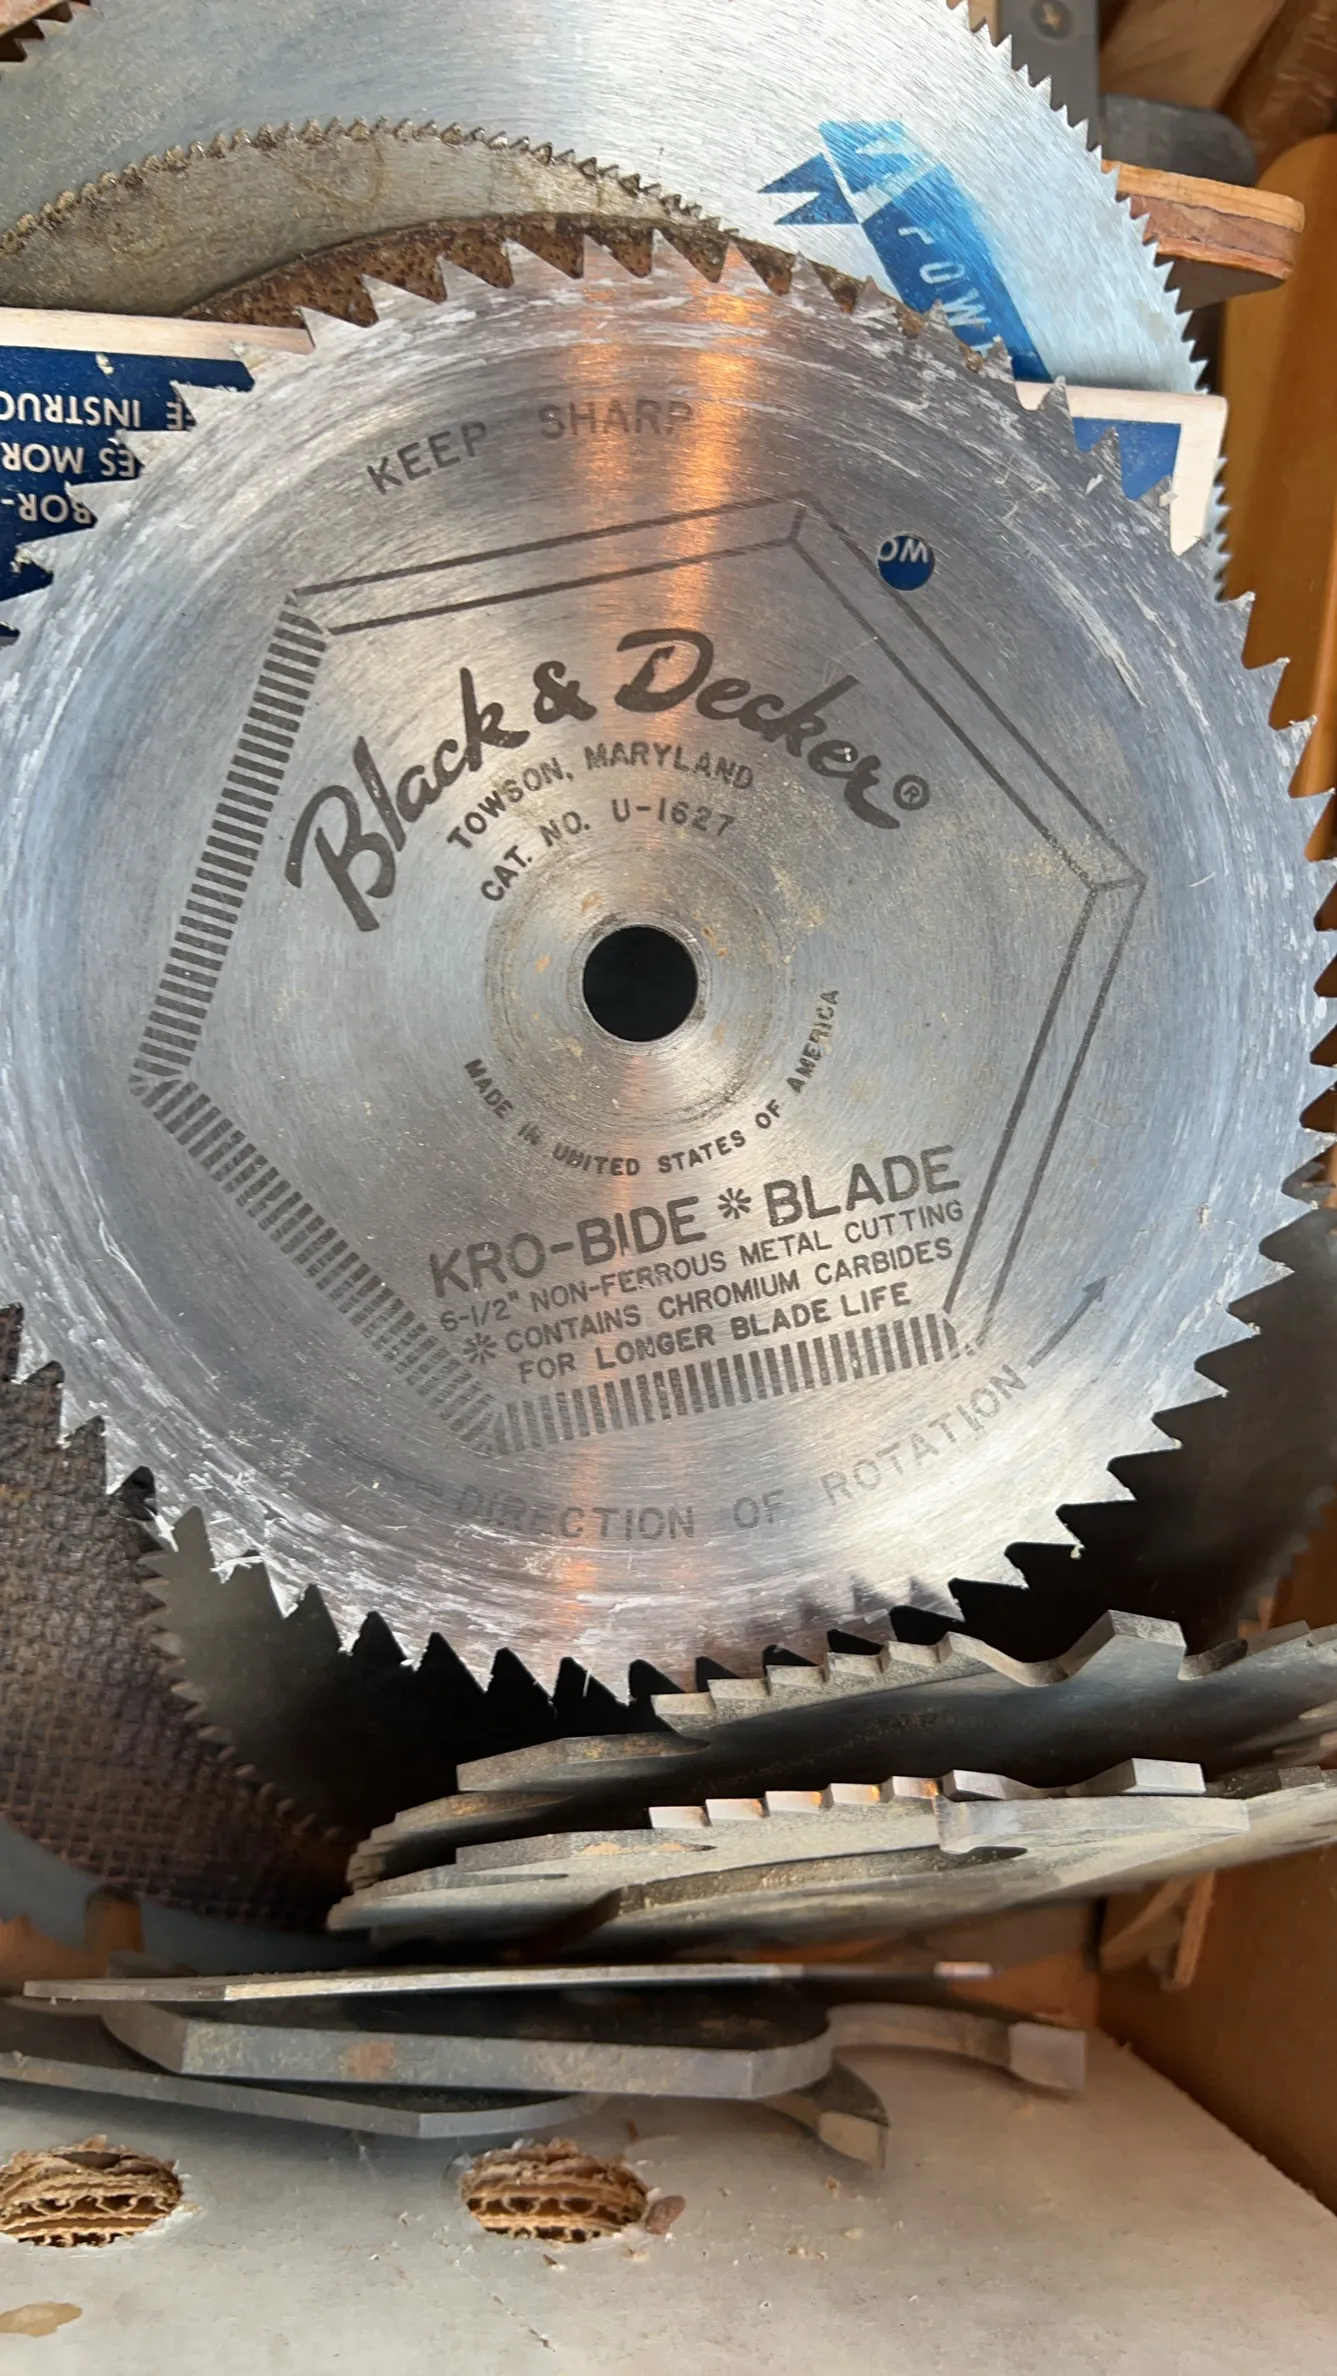 KEEP SHARP
Black & Decker®
TOWSON, MARYLAND
CAT. NO. U-1627
MADE IN UNITED STATES OF AMERICA
KRO-BIDE * BLADE
6-1/2" NON-FERROUS METAL CUTTING
* CONTAINS CHROMIUM CARBIDES
FOR LONGER BLADE LIFE
DIRECTION OF ROTATION